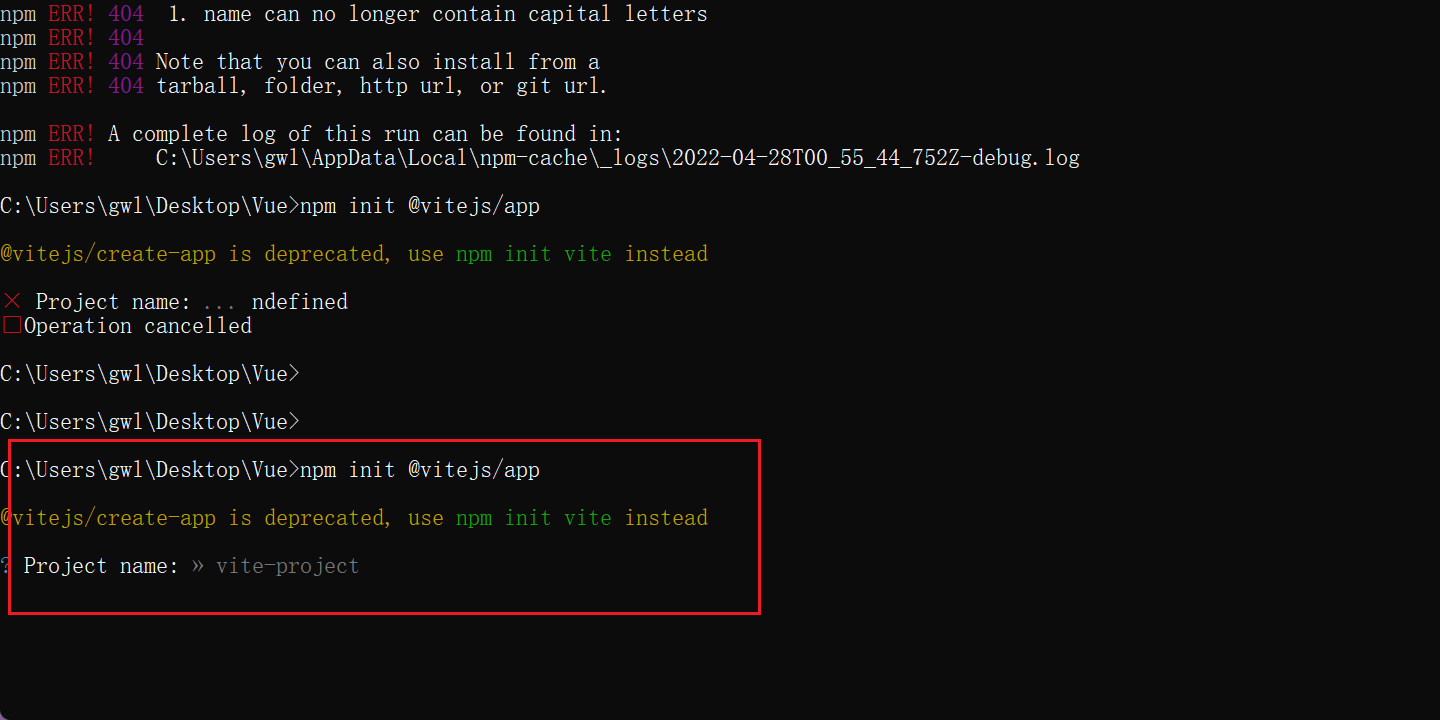 npm ERR! 404  1. name can no longer contain capital letters
npm ERR! 404
npm ERR! 404 Note that you can also install from a
npm ERR! 404 tarball, folder, http url, or git url.
npm ERR! A complete log of this run can be found in:
npm ERR!     C:\Users\gwl\AppData\Local\npm-cache\_logs\2022-04-28T00_55_44_752Z-debug.log
C:\Users\gwl\Desktop\Vue>npm init @vitejs/app
@vitejs/create-app is deprecated, use npm init vite instead
× Project name: ... ndefined
□Operation cancelled
C:\Users\gwl\Desktop\Vue>
C:\Users\gwl\Desktop\Vue>
C:\Users\gwl\Desktop\Vue>npm init @vitejs/app
@vitejs/create-app is deprecated, use npm init vite instead
? Project name: » vite-project